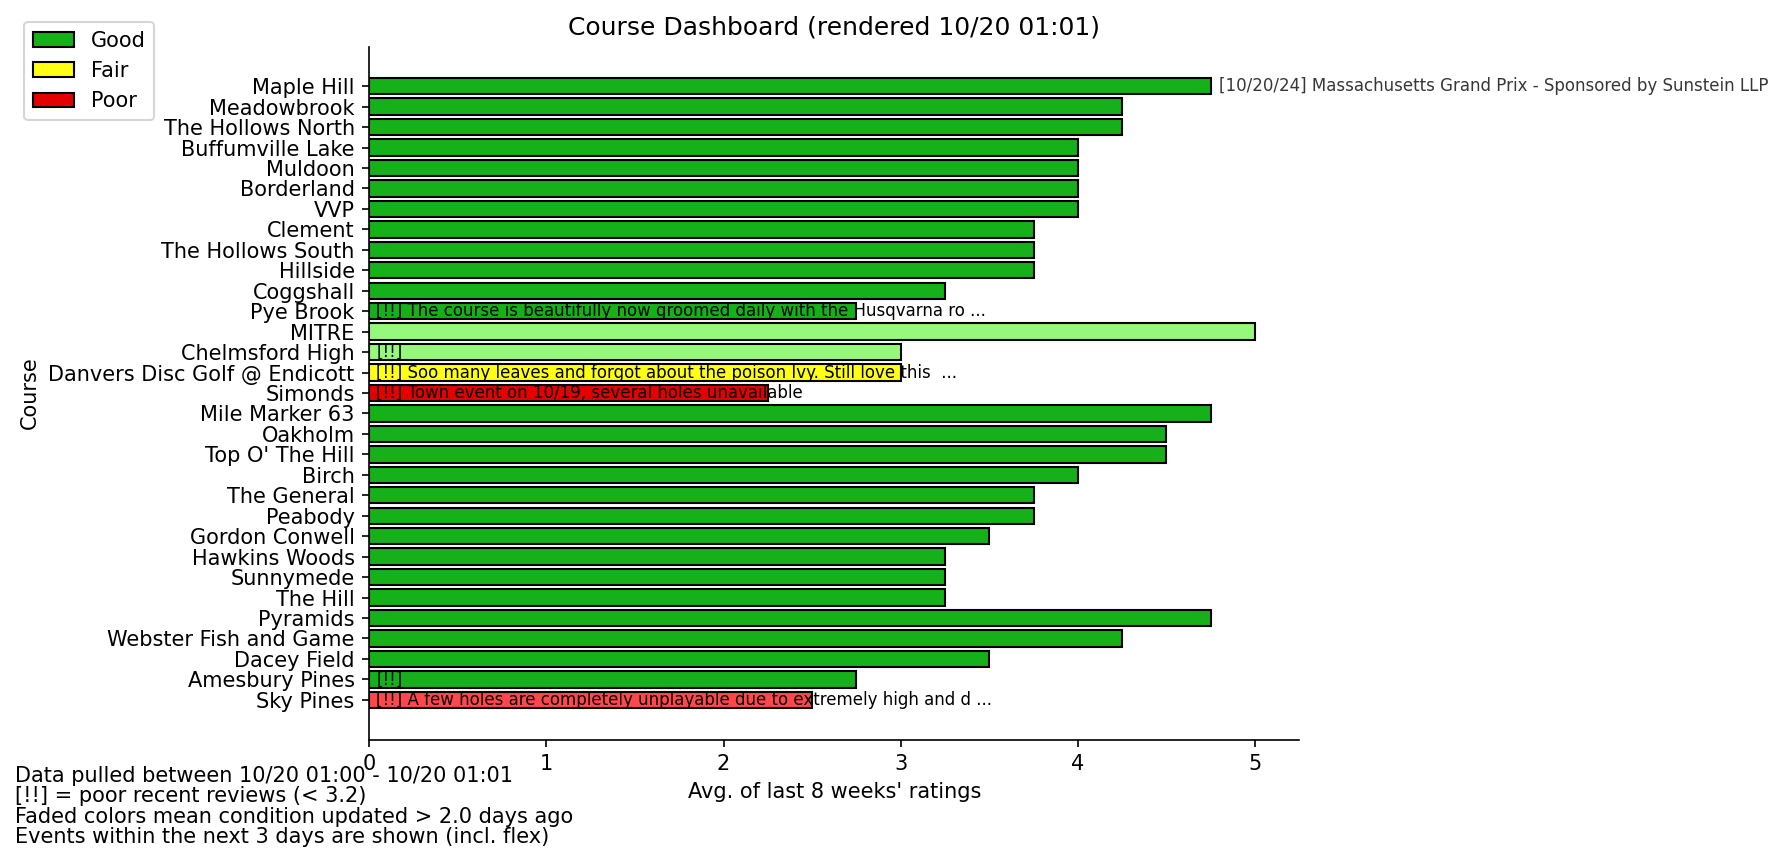 Course Dashboard (rendered 10/20 01:01)
Good
Fair
Poor
Maple Hill
[10/20/24] Massachusetts Grand Prix - Sponsored by Sunstein LLP
Meadowbrook
The Hollows North
Buffumville Lake
Muldoon
Borderland
VVP
Clement
The Hollows South
Hillside
Coggshall
Pye Brook
[!!] The course is beautifully now groomed daily with the Husqvarna ro ...
MITRE
Chelmsford High
[!!]
Danvers Disc Golf @ Endicott
[!!] Soo many leaves and forgot about the poison Ivy. Still love this  ...
Simonds
[!!] Town event on 10/19, several holes unavailable
Mile Marker 63
Oakholm
Top O' The Hill
Birch
The General
Peabody
Gordon Conwell
Hawkins Woods
Sunnymede
The Hill
Pyramids
Webster Fish and Game
Dacey Field
Amesbury Pines
[!!]
Sky Pines
[!!] A few holes are completely unplayable due to extremely high and d ...
Course
0 1 2 3 4 5
Avg. of last 8 weeks' ratings
Data pulled between 10/20 01:00 - 10/20 01:01
[!!] = poor recent reviews (< 3.2)
Faded colors mean condition updated > 2.0 days ago
Events within the next 3 days are shown (incl. flex)